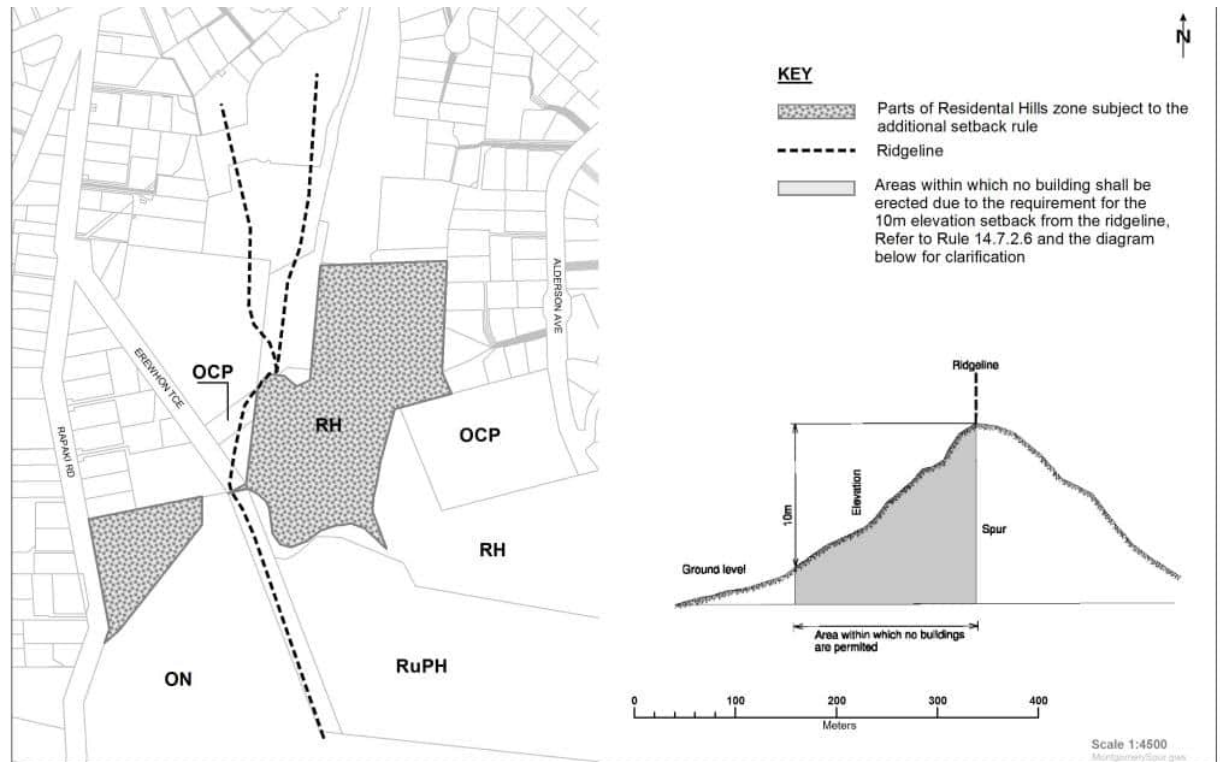 N
KEY
Parts of Residental Hills zone subject to the
additional setback rule
Ridgeline
Areas within which no building shall be
erected due to the requirement for the
10m elevation setback from the ridgeline,
Refer to Rule 14.7.2.6 and the diagram
below for clarification
ALDERSON AVE
EREWHON TCE
OCP
RAPAKI RD
RH
OCP
RH
ON
RuPH
Ridgeline
10m
Elevation
Spur
Ground level
Area within which no buildings
are permited
0 100 200 300 400
Meters
Scale 1:4500
MontgomerySpur.gws